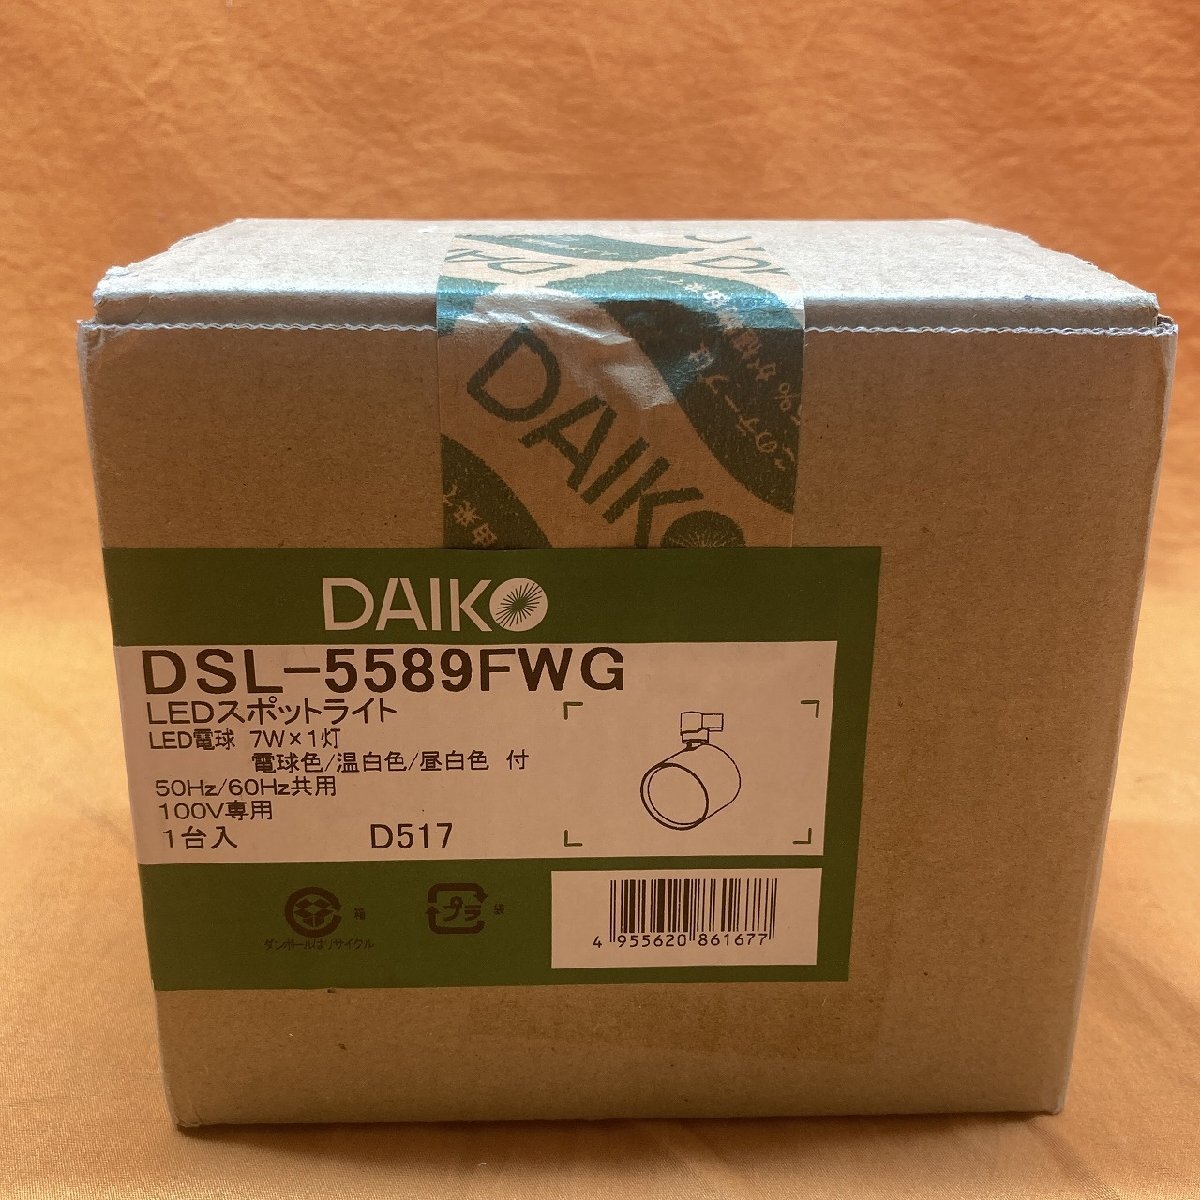 DAIKO
DAIKO
DSL-5589FWG
LEDスポットライト
LED電球 7W×1灯
電球色/温白色/昼白色 付
50Hz/60Hz共用
100V専用
1台入 D517
箱
ダンボールはリサイクル
プラ
袋
4 955620 861677